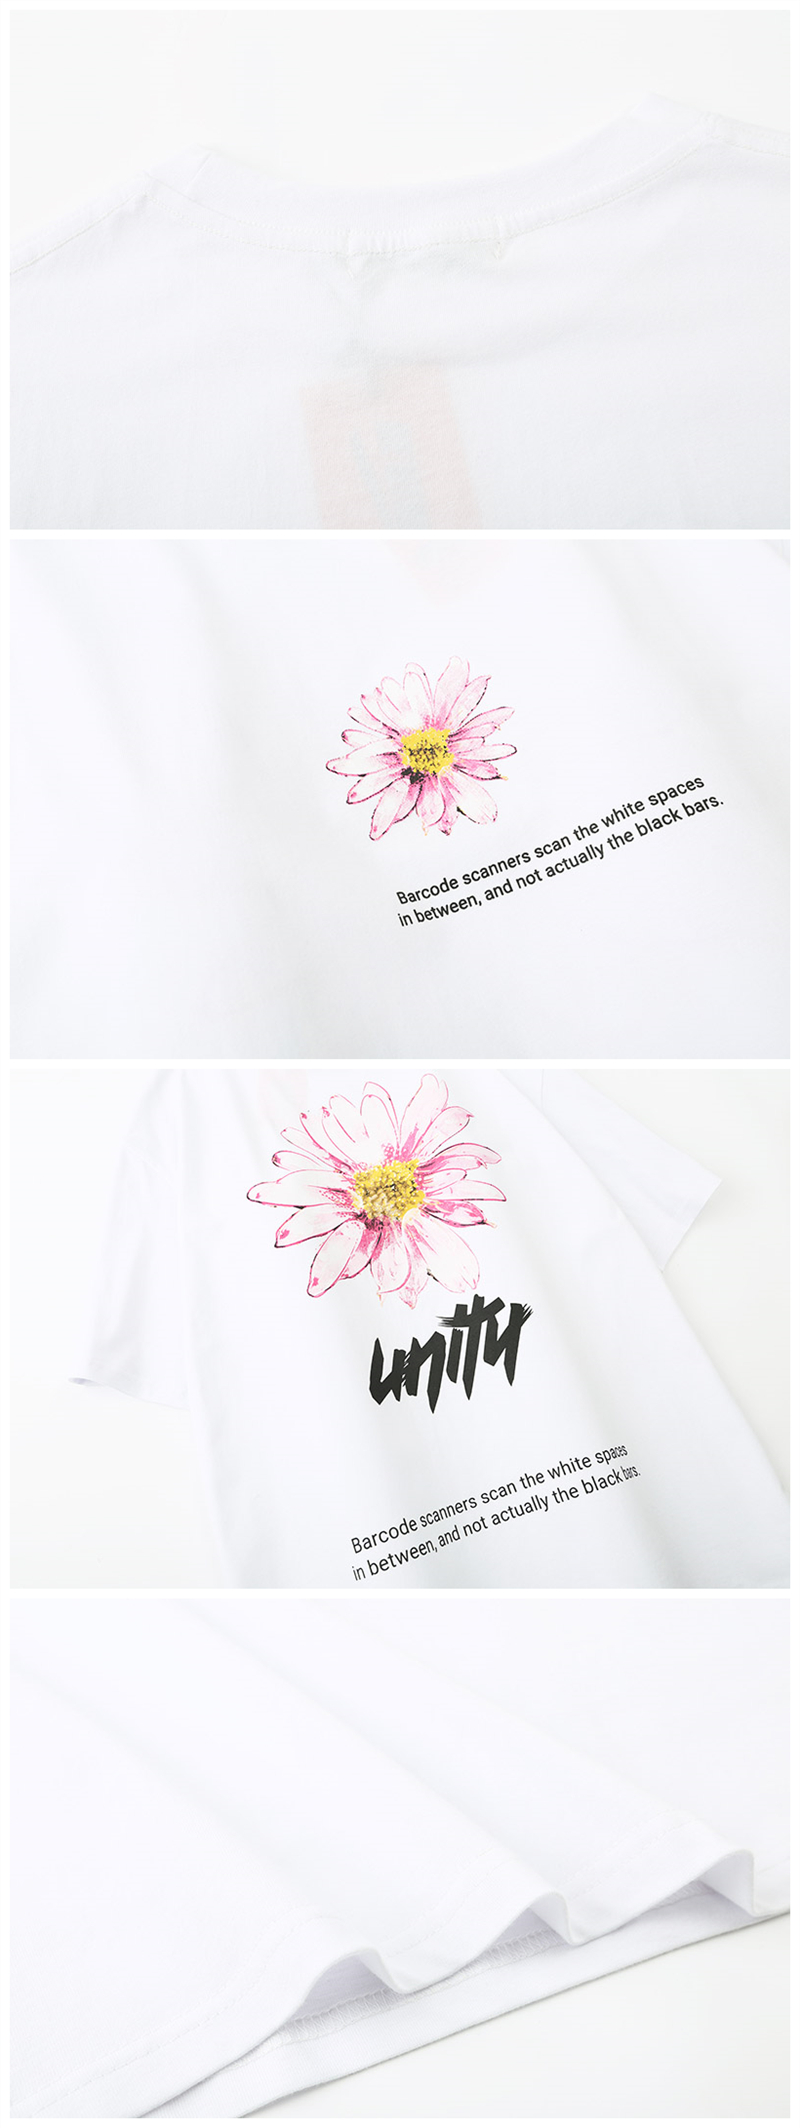 Barcode scanners scan the white spaces
in between, and not actually the black bars.
unity
Barcode scanners scan the white spaces
in between, and not actually the black bars.